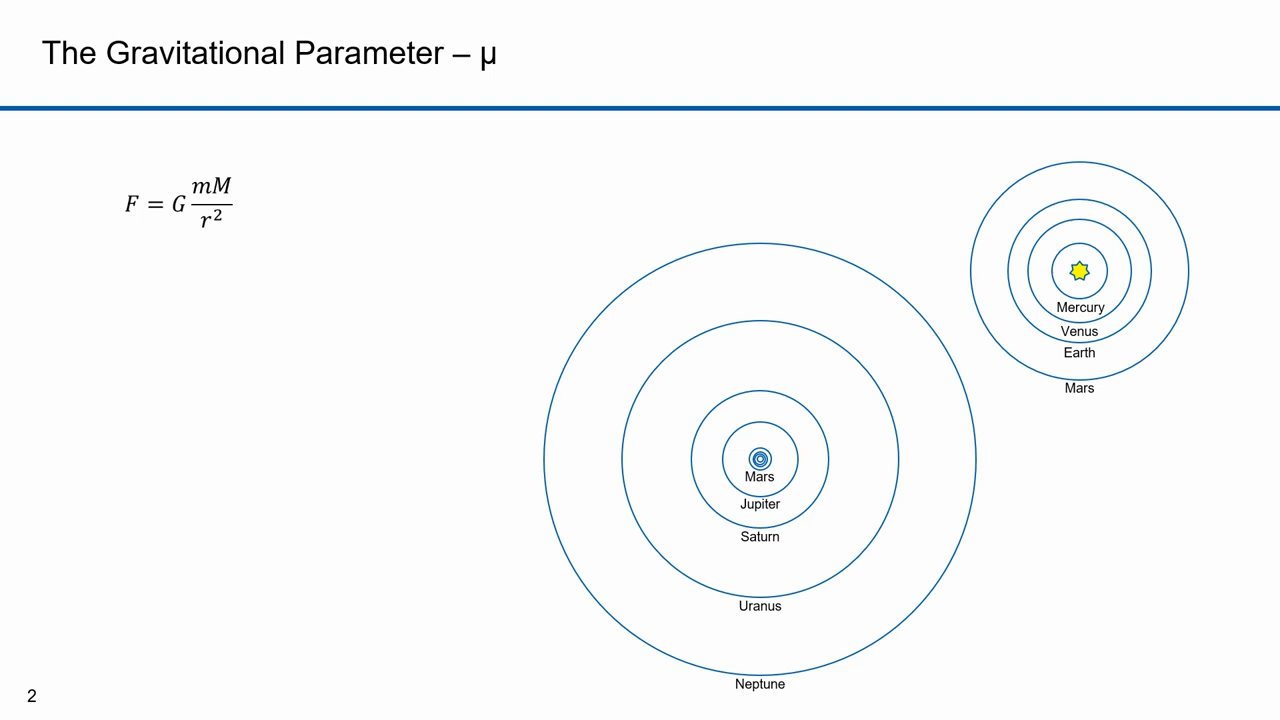 The Gravitational Parameter – μ
F = G mM / r²
Mercury
Venus
Earth
Mars
Mars
Jupiter
Saturn
Uranus
Neptune
2